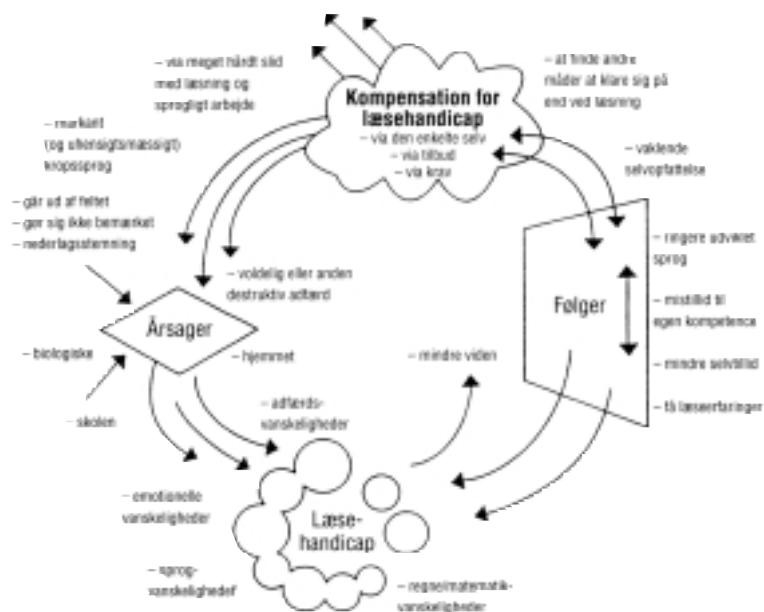 – via meget hårdt slid
med læsning og
sprogligt arbejde
– at finde andre
måder at klare sig på
end ved læsning
Kompensation for
læsehandicap
– via den enkelte selv
– via tilbud
– via krav
– markant
(og uhensigtsmæssigt)
kropssprog
– vaklende
selvopfattelse
– går ud af feltet
– gør sig ikke bemærket
– nederlagsstemning
– voldelig eller anden
destruktiv adfærd
– ringere udviklet
sprog
Årsager
Følger
– mistillid til
egen kompetence
– biologiske
– hjemmet
– mindre viden
– mindre selvtillid
– skolen
– få læseerfaringer
– adfærds-
vanskeligheder
– emotionelle
vanskeligheder
Læse-
handicap
– sprog-
vanskelighedef
– regne/matematik-
vanskeligheder